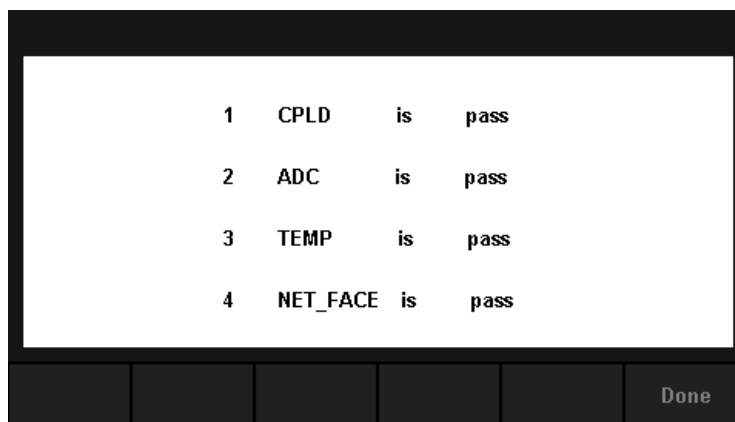 1 CPLD is pass
2 ADC is pass
3 TEMP is pass
4 NET_FACE is pass
Done